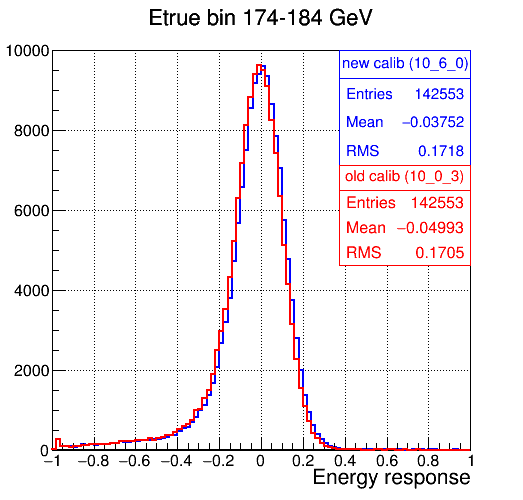 Etrue bin 174-184 GeV
new calib (10_6_0)
Entries 142553
Mean −0.03752
RMS 0.1718
old calib (10_0_3)
Entries 142553
Mean −0.04993
RMS 0.1705
10000
8000
6000
4000
2000
0
−1 −0.8 −0.6 −0.4 −0.2 0 0.2 0.4 0.6 0.8 1
Energy response